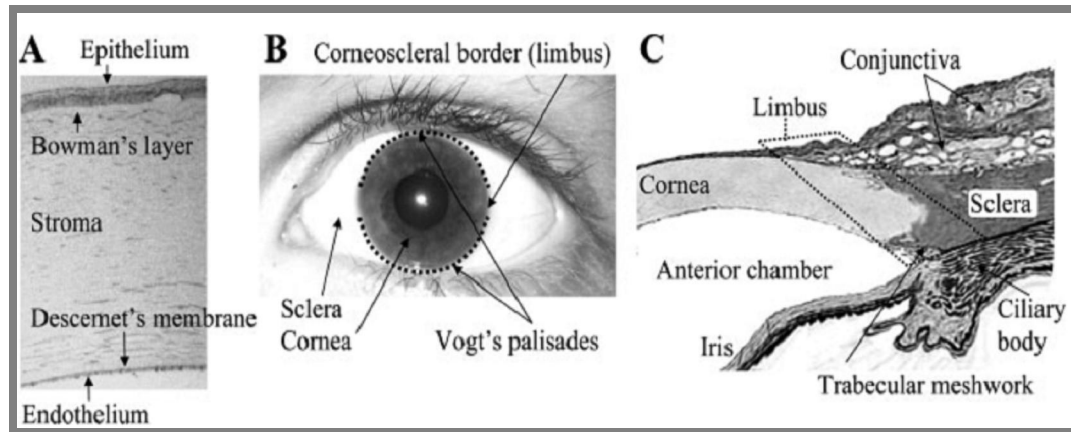 A
Epithelium
Bowman's layer
Stroma
Descemet's membrane
Endothelium
B
Corneoscleral border (limbus)
Sclera
Cornea
Vogt's palisades
C
Conjunctiva
Limbus
Cornea
Sclera
Anterior chamber
Iris
Ciliary
body
Trabecular meshwork